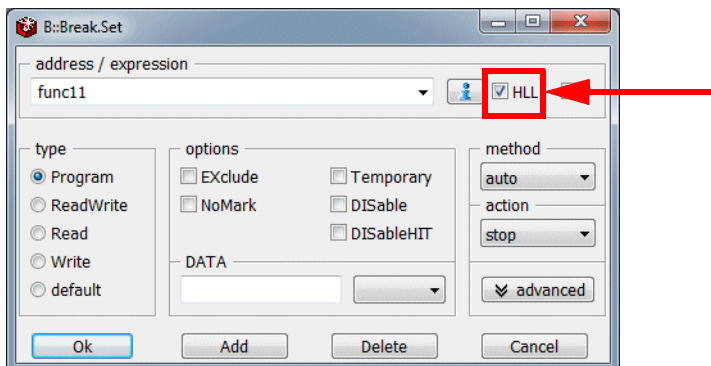 B::Break.Set
address / expression
func11
i
HLL
type
Program
ReadWrite
Read
Write
default
options
EXclude
NoMark
Temporary
DISable
DISableHIT
DATA
method
auto
action
stop
advanced
Ok
Add
Delete
Cancel